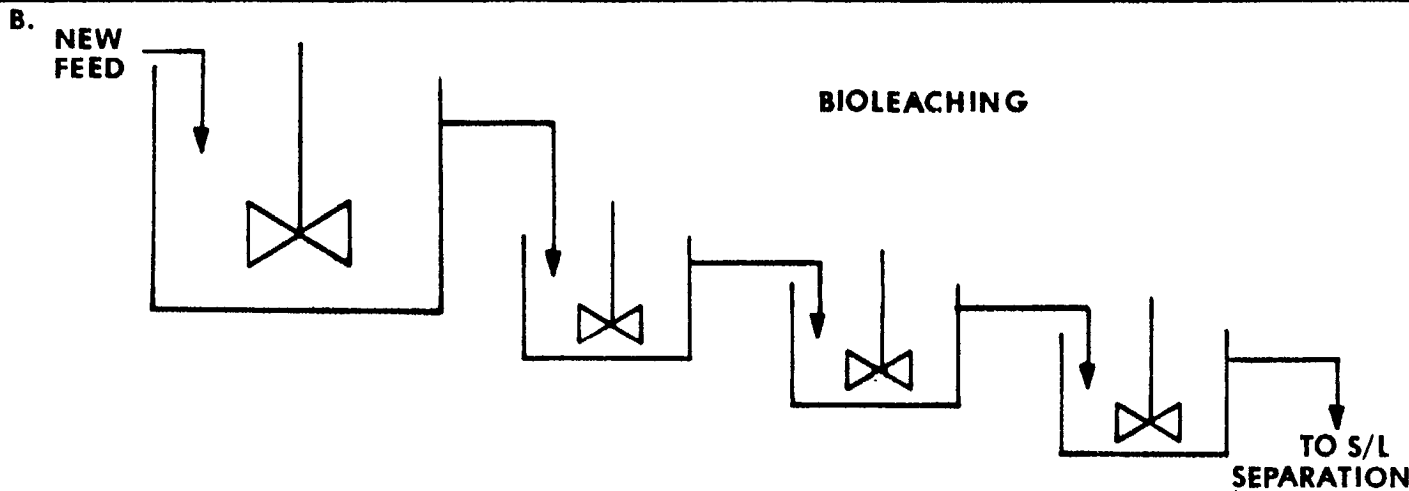 B.
NEW
FEED
BIOLEACHING
TO S/L
SEPARATION